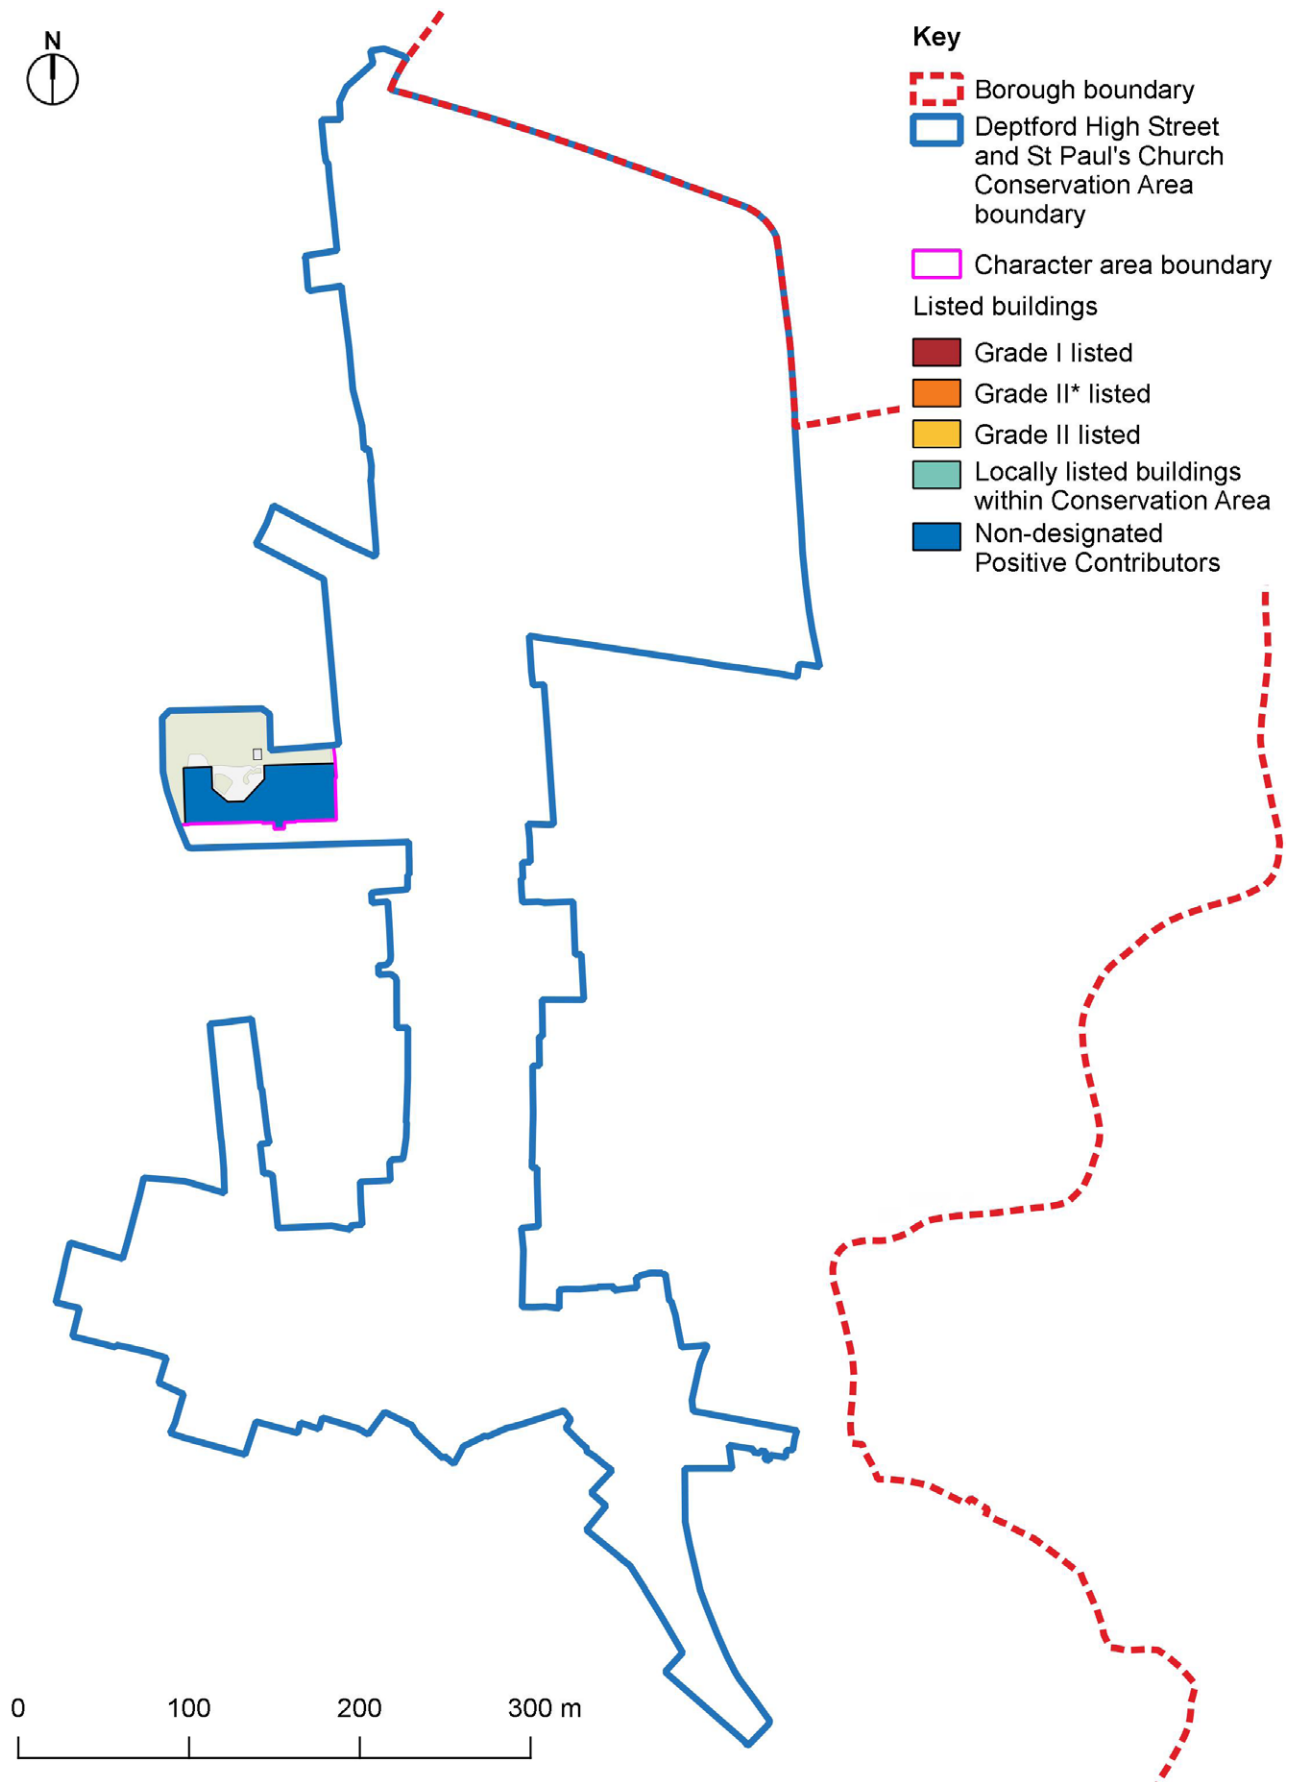 N
Key
Borough boundary
Deptford High Street
and St Paul's Church
Conservation Area
boundary
Character area boundary
Listed buildings
Grade I listed
Grade II* listed
Grade II listed
Locally listed buildings
within Conservation Area
Non-designated
Positive Contributors
0 100 200 300 m